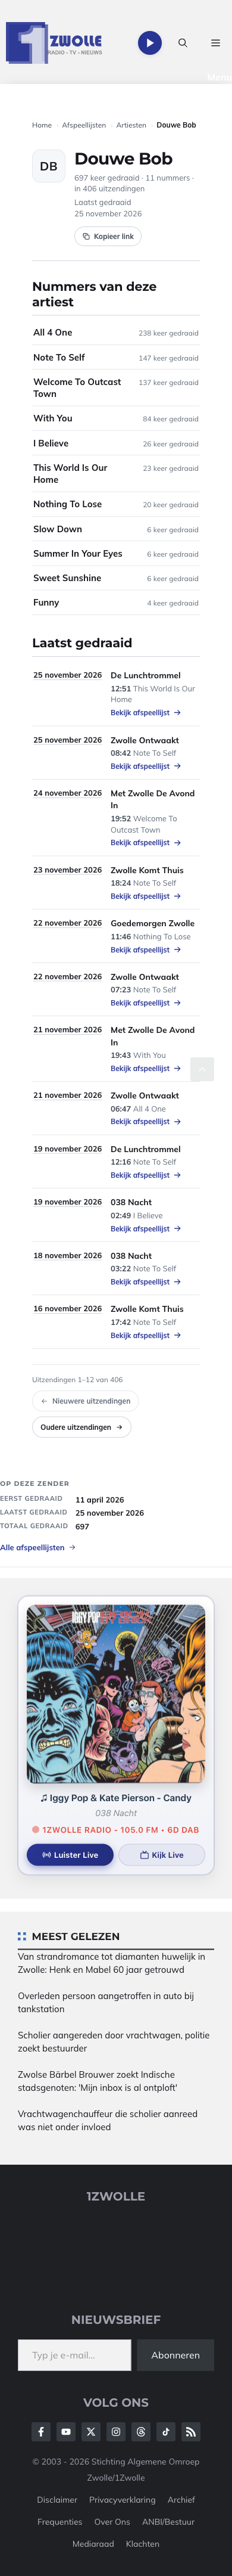 1ZWOLLE
RADIO - TV - NIEUWS
Menu
Home
Afspeellijsten
Artiesten
Douwe Bob
DB
Douwe Bob
697 keer gedraaid · 11 nummers ·
in 406 uitzendingen
Laatst gedraaid
25 november 2026
Kopieer link
Nummers van deze
artiest
All 4 One 238 keer gedraaid
Note To Self 147 keer gedraaid
Welcome To Outcast 137 keer gedraaid
Town
With You 84 keer gedraaid
I Believe 26 keer gedraaid
This World Is Our 23 keer gedraaid
Home
Nothing To Lose 20 keer gedraaid
Slow Down 6 keer gedraaid
Summer In Your Eyes 6 keer gedraaid
Sweet Sunshine 6 keer gedraaid
Funny 4 keer gedraaid
Laatst gedraaid
25 november 2026 De Lunchtrommel
12:51 This World Is Our
Home
Bekijk afspeellijst →
25 november 2026 Zwolle Ontwaakt
08:42 Note To Self
Bekijk afspeellijst →
24 november 2026 Met Zwolle De Avond
In
19:52 Welcome To
Outcast Town
Bekijk afspeellijst →
23 november 2026 Zwolle Komt Thuis
18:24 Note To Self
Bekijk afspeellijst →
22 november 2026 Goedemorgen Zwolle
11:46 Nothing To Lose
Bekijk afspeellijst →
22 november 2026 Zwolle Ontwaakt
07:23 Note To Self
Bekijk afspeellijst →
21 november 2026 Met Zwolle De Avond
In
19:43 With You
Bekijk afspeellijst →
21 november 2026 Zwolle Ontwaakt
06:47 All 4 One
Bekijk afspeellijst →
19 november 2026 De Lunchtrommel
12:16 Note To Self
Bekijk afspeellijst →
19 november 2026 038 Nacht
02:49 I Believe
Bekijk afspeellijst →
18 november 2026 038 Nacht
03:22 Note To Self
Bekijk afspeellijst →
16 november 2026 Zwolle Komt Thuis
17:42 Note To Self
Bekijk afspeellijst →
Uitzendingen 1–12 van 406
← Nieuwere uitzendingen
Oudere uitzendingen →
OP DEZE ZENDER
EERST GEDRAAID 11 april 2026
LAATST GEDRAAID 25 november 2026
TOTAAL GEDRAAID 697
Alle afspeellijsten →
IGGY POP
♫ Iggy Pop & Kate Pierson - Candy
038 Nacht
1ZWOLLE RADIO - 105.0 FM • 6D DAB
Luister Live
Kijk Live
MEEST GELEZEN
Van strandromance tot diamanten huwelijk in
Zwolle: Henk en Mabel 60 jaar getrouwd
Overleden persoon aangetroffen in auto bij
tankstation
Scholier aangereden door vrachtwagen, politie
zoekt bestuurder
Zwolse Bärbel Brouwer zoekt Indische
stadsgenoten: 'Mijn inbox is al ontploft'
Vrachtwagenchauffeur die scholier aanreed
was niet onder invloed
1ZWOLLE
NIEUWSBRIEF
Typ je e-mail...
Abonneren
VOLG ONS
© 2003 - 2026 Stichting Algemene Omroep
Zwolle/1Zwolle
Disclaimer Privacyverklaring Archief
Frequenties Over Ons ANBI/Bestuur
Mediaraad Klachten